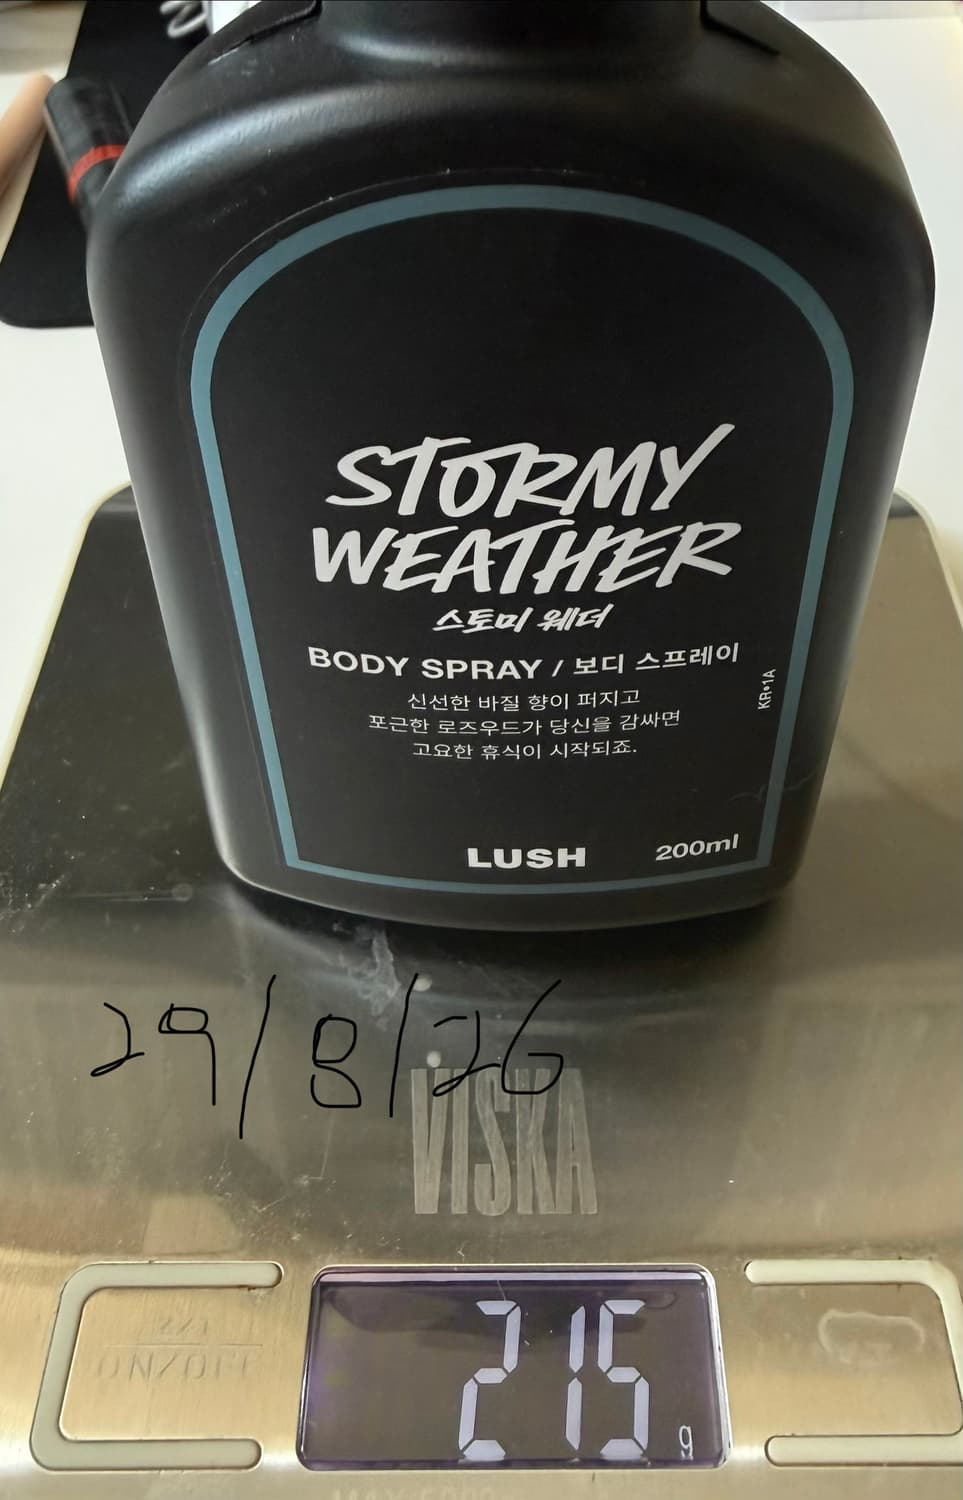 STORMY
WEATHER
스토미 웨더
BODY SPRAY / 보디 스프레이
신선한 바질 향이 퍼지고
포근한 로즈우드가 당신을 감싸면
고요한 휴식이 시작되죠.
KR•1A
LUSH
200ml
29/8/26
VISKA
ON/OFF
215
g